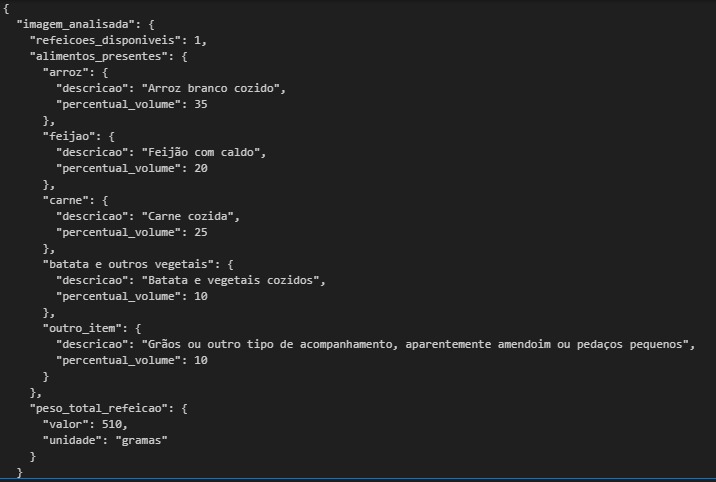 {
  "imagem_analisada": {
    "refeicoes_disponiveis": 1,
    "alimentos_presentes": {
      "arroz": {
        "descricao": "Arroz branco cozido",
        "percentual_volume": 35
      },
      "feijao": {
        "descricao": "Feijão com caldo",
        "percentual_volume": 20
      },
      "carne": {
        "descricao": "Carne cozida",
        "percentual_volume": 25
      },
      "batata e outros vegetais": {
        "descricao": "Batata e vegetais cozidos",
        "percentual_volume": 10
      },
      "outro_item": {
        "descricao": "Grãos ou outro tipo de acompanhamento, aparentemente amendoim ou pedaços pequenos",
        "percentual_volume": 10
      }
    },
    "peso_total_refeicao": {
      "valor": 510,
      "unidade": "gramas"
    }
  }